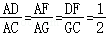 AD/AC = AF/AG = DF/GC = 1/2